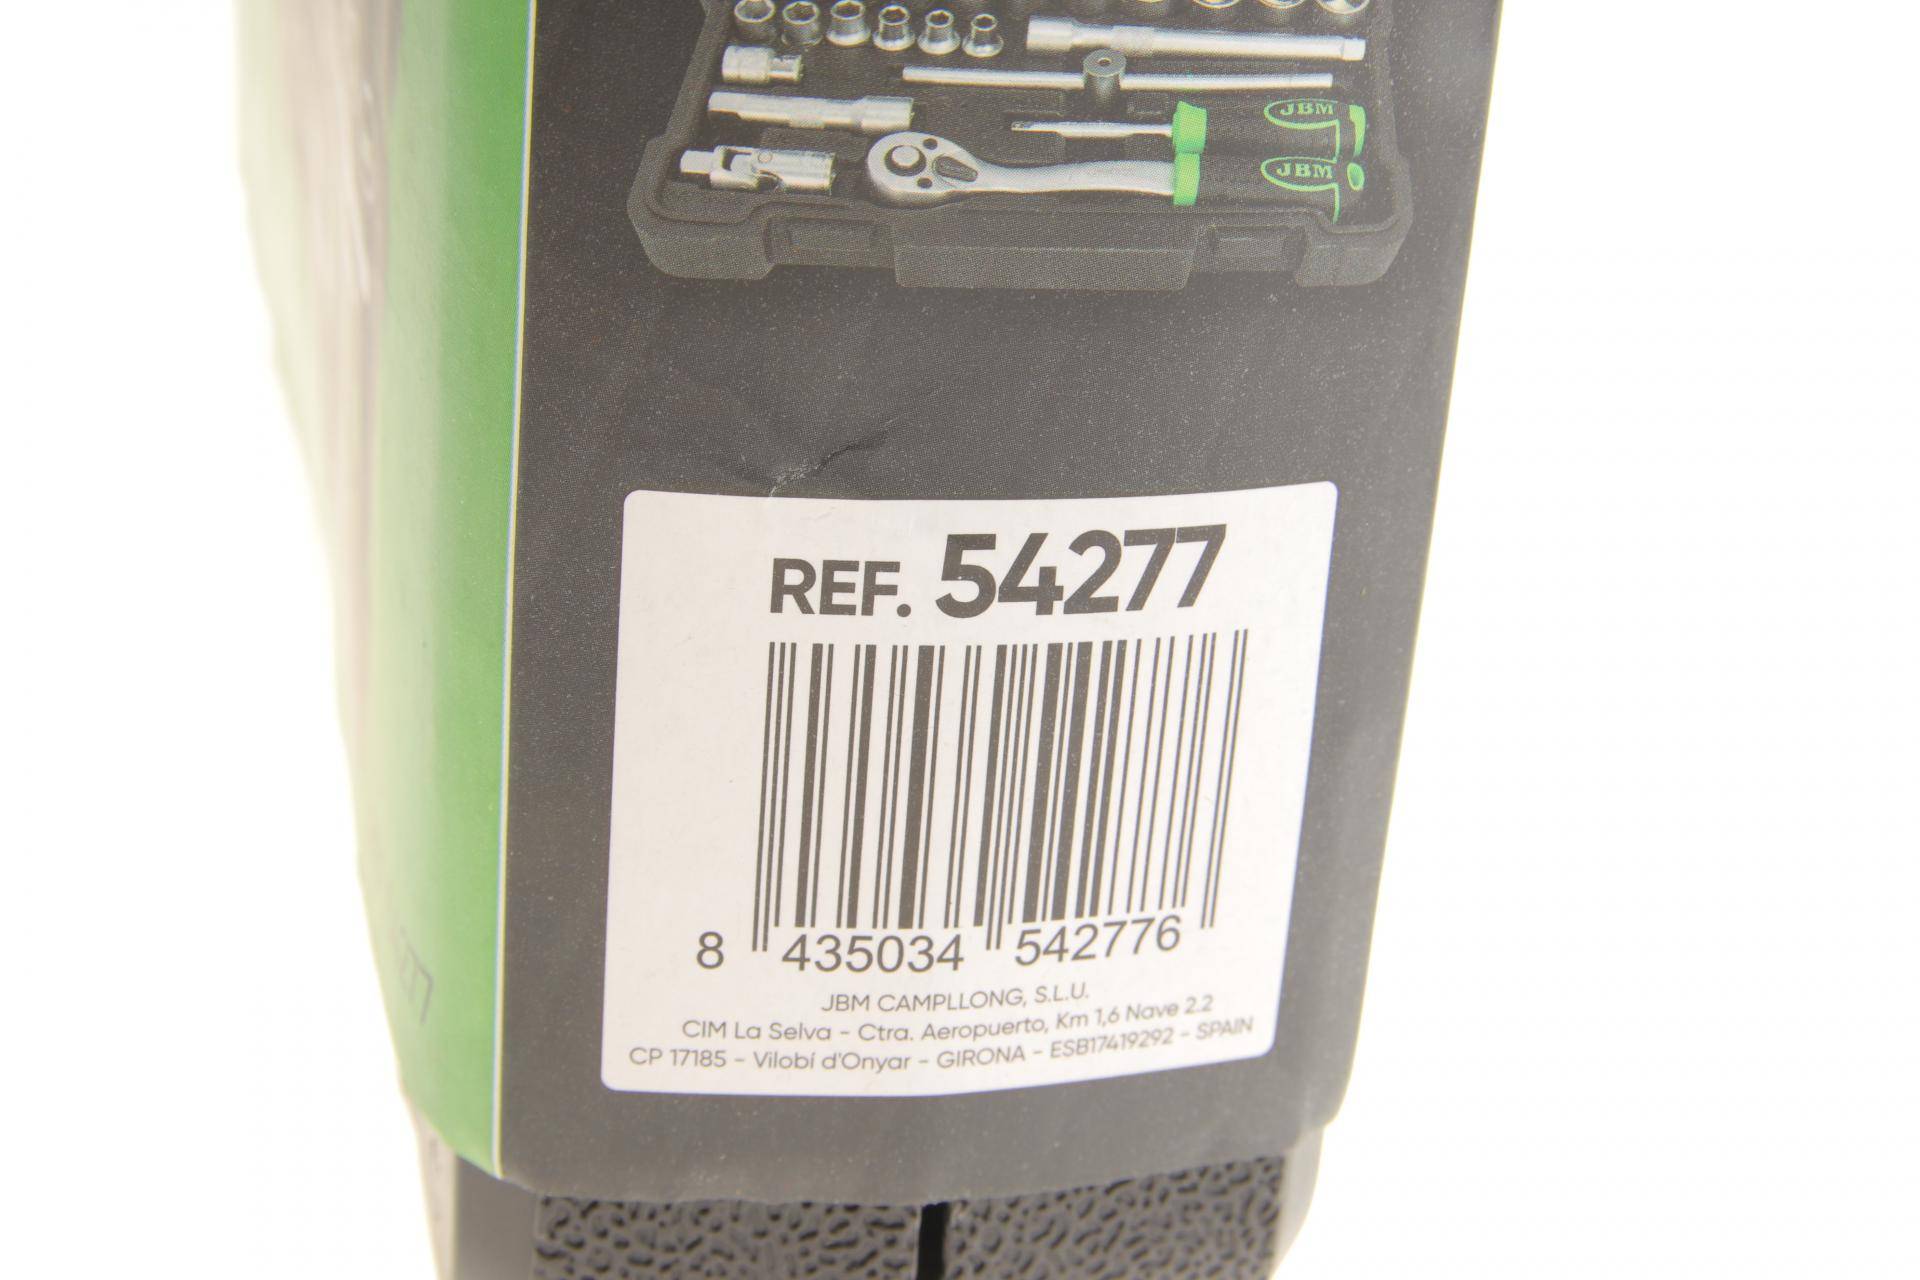 JBM
JBM
REF. 54277
8 435034 542776
JBM CAMPLLONG, S.L.U.
CIM La Selva - Ctra. Aeropuerto, Km 1,6 Nave 2.2
CP 17185 - Vilobí d'Onyar - GIRONA - ESB17419292 - SPAIN